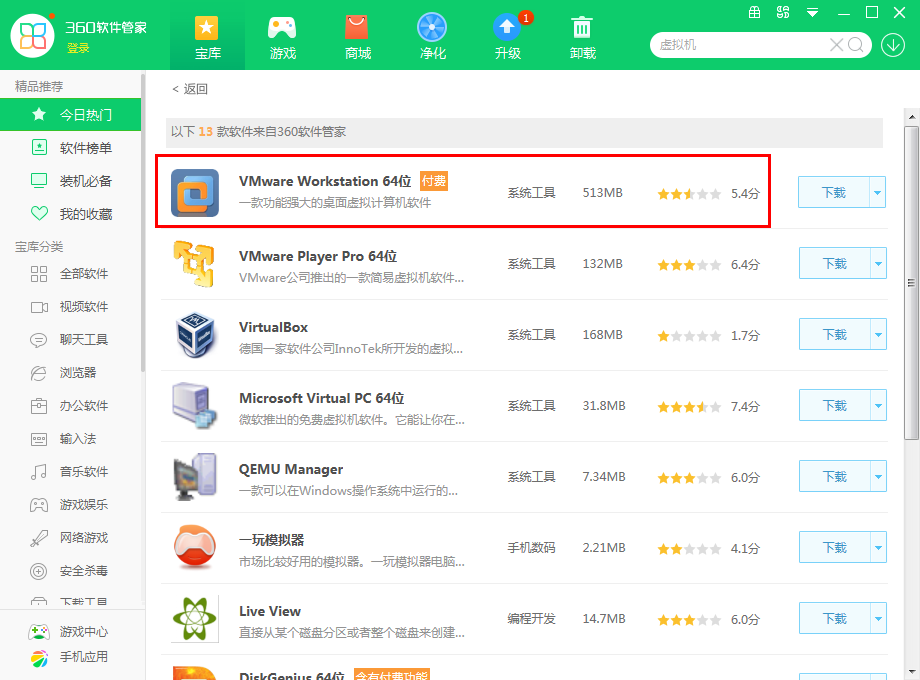 360软件管家
登录
宝库
游戏
商城
净化
1
升级
卸载
虚拟机
精品推荐
今日热门
软件榜单
装机必备
我的收藏
宝库分类
全部软件
视频软件
聊天工具
浏览器
办公软件
输入法
音乐软件
游戏娱乐
网络游戏
安全杀毒
下载工具
游戏中心
手机应用
< 返回
以下 13 款软件来自360软件管家
VMware Workstation 64位 付费
一款功能强大的桌面虚拟计算机软件
系统工具 513MB 5.4分 下载
VMware Player Pro 64位
VMware公司推出的一款简易虚拟机软件...
系统工具 132MB 6.4分 下载
VirtualBox
德国一家软件公司InnoTek所开发的虚拟...
系统工具 168MB 1.7分 下载
Microsoft Virtual PC 64位
微软推出的免费虚拟机软件。它能让你在...
系统工具 31.8MB 7.4分 下载
QEMU Manager
一款可以在Windows操作系统中运行的...
系统工具 7.34MB 6.0分 下载
一玩模拟器
市场比较好用的模拟器。一玩模拟器电脑...
手机数码 2.21MB 4.1分 下载
Live View
直接从某个磁盘分区或者整个磁盘来创建...
编程开发 14.7MB 6.0分 下载
DiskGenius 64位 含有付费功能